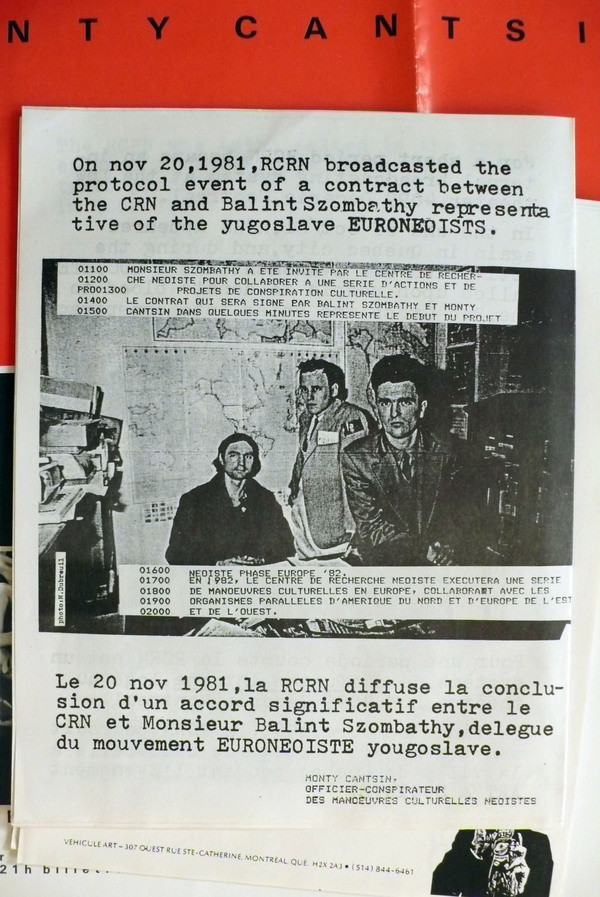 NTY CANTSI
On nov 20,1981,RCRN broadcasted the
protocol event of a contract between
the CRN and Balint Szombathy representa
tive of the yugoslave EURONEOISTS.
01100 MONSIEUR SZOMBATHY A ETE INVITE PAR LE CENTRE DE RECHER-
01200 CHE NEOISTE POUR COLLABORER A UNE SERIE D'ACTIONS ET DE
PRO01300 PROJETS DE CONSPIRATION CULTURELLE.
01400 LE CONTRAT QUI SERA SIGNE PAR BALINT SZOMBATHY ET MONTY
01500 CANTSIN DANS QUELQUES MINUTES REPRESENTE LE DEBUT DU PROJET
photo:M.Dubreuil
01600 NEOISTE PHASE EUROPE '82.
01700 EN 1982, LE CENTRE DE RECHERCHE NEOISTE EXECUTERA UNE SERIE
01800 DE MANOEUVRES CULTURELLES EN EUROPE, COLLABORANT AVEC LES
01900 ORGANISMES PARALLELES D'AMERIQUE DU NORD ET D'EUROPE DE L'EST
02000 ET DE L'OUEST.
Le 20 nov 1981,la RCRN diffuse la conclu-
sion d'un accord significatif entre le
CRN et Monsieur Balint Szombathy,delegue
du mouvement EURONEOISTE yougoslave.
MONTY CANTSIN,
OFFICIER-CONSPIRATEUR
DES MANOEUVRES CULTURELLES NEOISTES
VEHICULE ART – 307 OUEST RUE STE-CATHERINE, MONTREAL, QUE. H2X 2A3 • (514) 844-6461
21h billet: